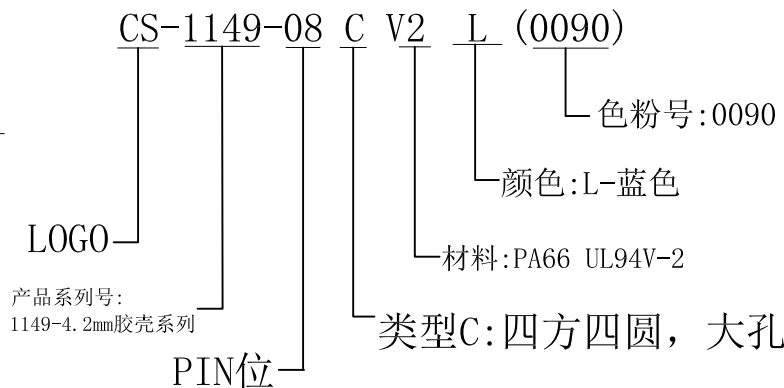 CS-1149-08 C V2 L (0090)
色粉号:0090
颜色:L-蓝色
LOGO
材料:PA66 UL94V-2
产品系列号:
1149-4.2mm胶壳系列
类型C:四方四圆，大孔
PIN位